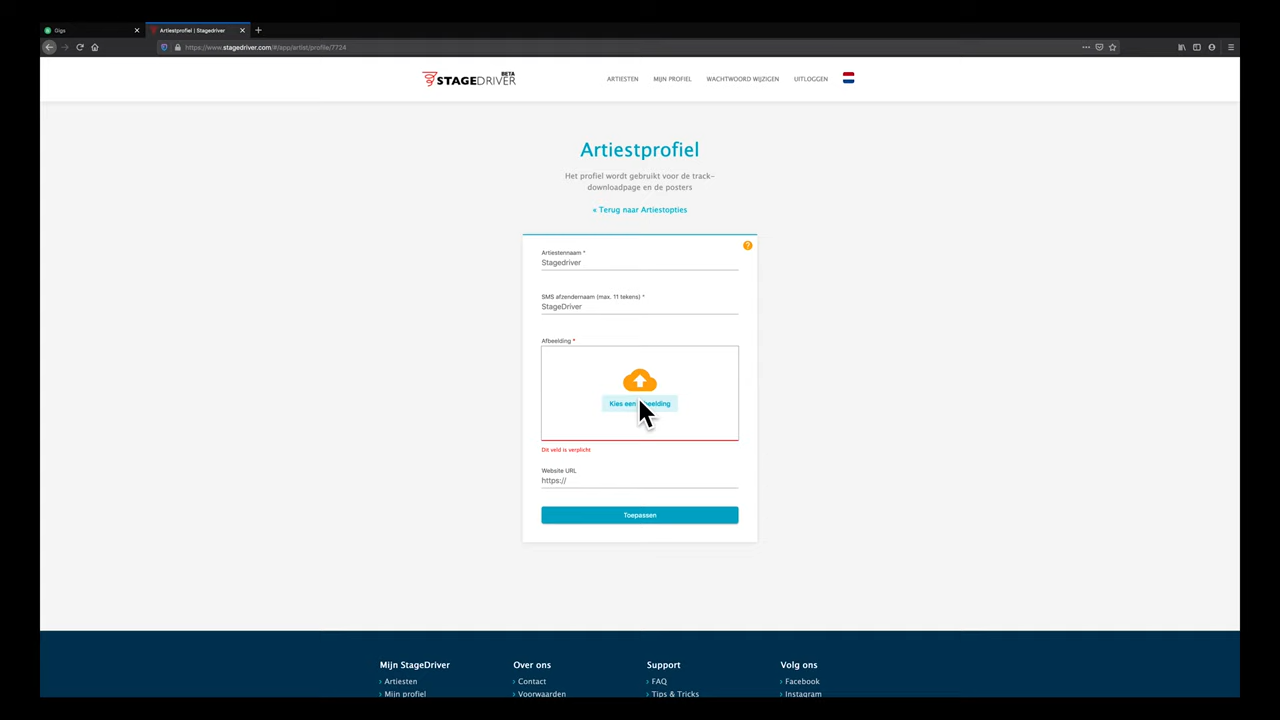 Gigs
Artiestprofiel | Stagedriver
https://www.stagedriver.com/#/app/artist/profile/7724
STAGEDRIVER BETA
ARTIESTEN
MIJN PROFIEL
WACHTWOORD WIJZIGEN
UITLOGGEN
Artiestprofiel
Het profiel wordt gebruikt voor de track-
downloadpage en de posters
« Terug naar Artiestopties
?
Artiestennaam *
Stagedriver
SMS afzendernaam (max. 11 tekens) *
StageDriver
Afbeelding *
Kies een
Dit veld is verplicht
Website URL
https://
Toepassen
Mijn StageDriver
› Artiesten
› Mijn profiel
Over ons
› Contact
› Voorwaarden
Support
› FAQ
› Tips & Tricks
Volg ons
› Facebook
› Instagram